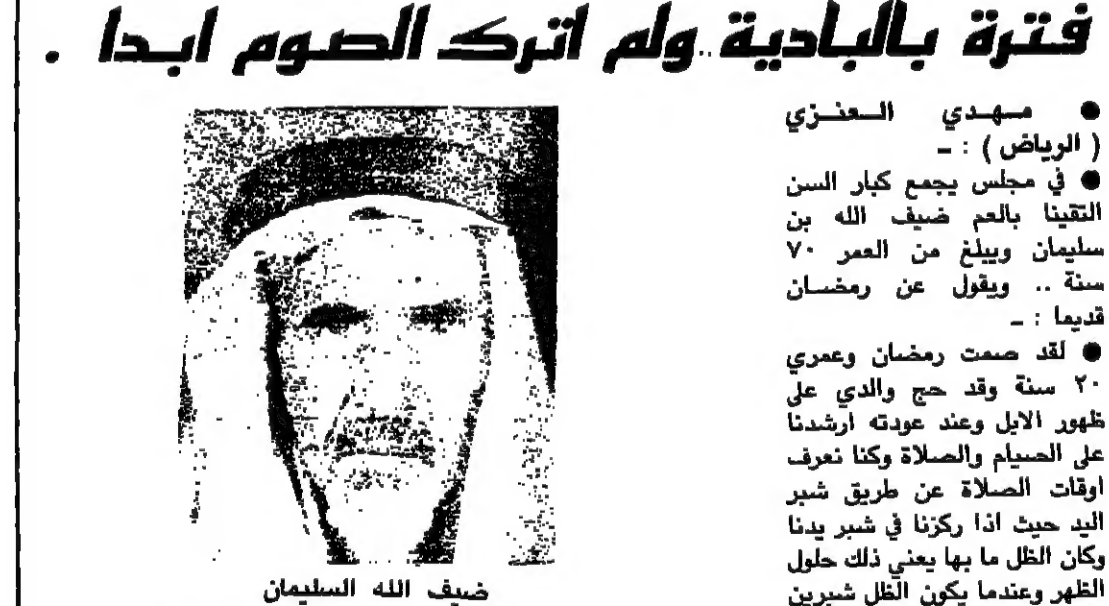 فترة بالبادية .. ولم اترك الصوم ابدا .
● مهدي العنزي
( الرياض ) : ـ
● في مجلس يجمع كبار السن
التقينا بالعم ضيف الله بن
سليمان ويبلغ من العمر ٧٠
سنة .. ويقول عن رمضان
قديما : ـ
● لقد صمت رمضان وعمري
٢٠ سنة وقد حج والدي على
ظهور الابل وعند عودته ارشدنا
على الصيام والصلاة وكنا نعرف
اوقات الصلاة عن طريق شبر
اليد حيث اذا ركزنا في شبر يدنا
وكان الظل ما بها يعني ذلك حلول
الظهر وعندما يكون الظل شبرين
ضيف الله السليمان